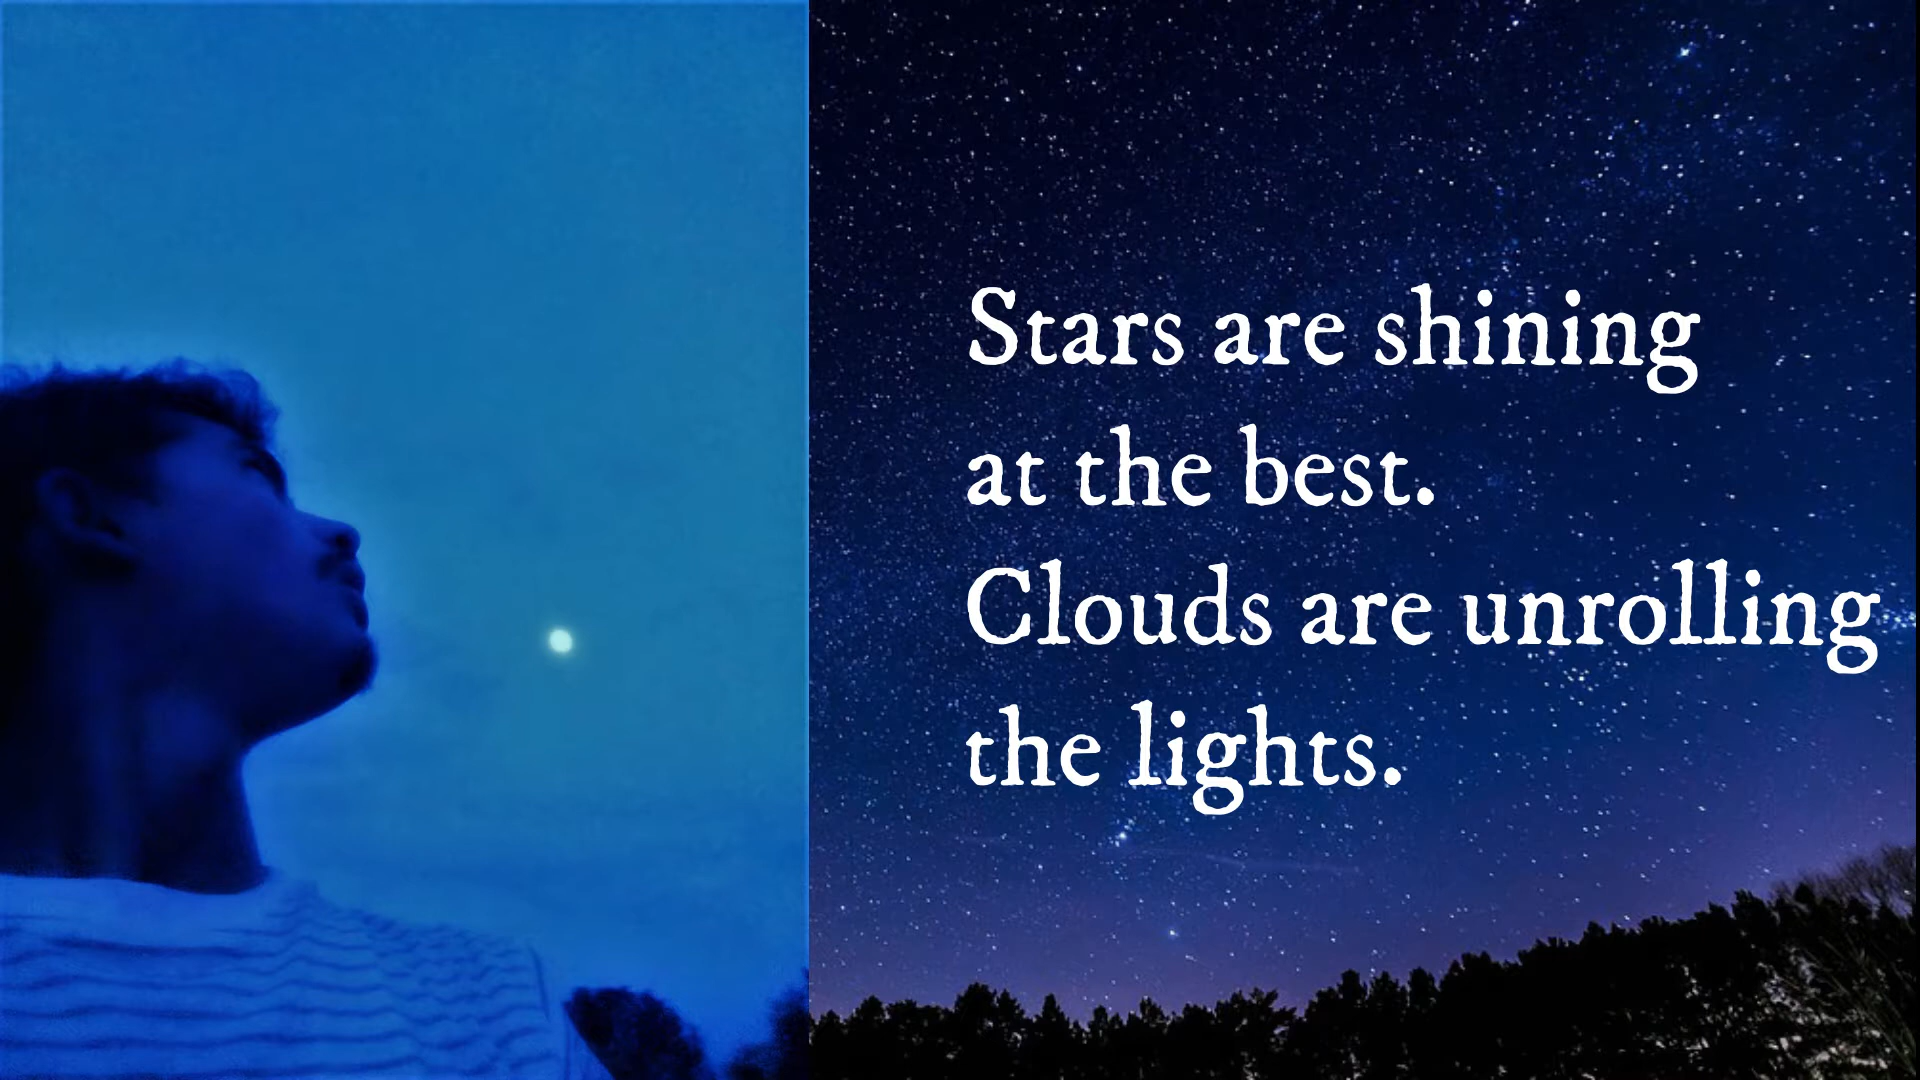 Stars are shining
at the best.
Clouds are unrolling
the lights.